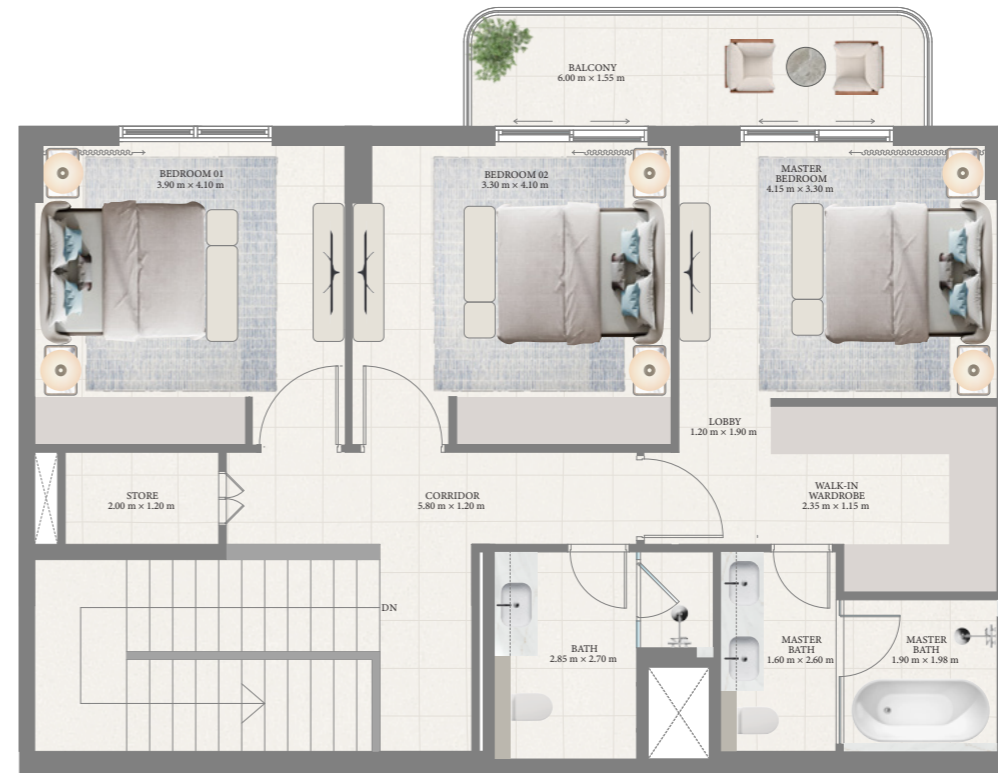 BALCONY
6.00 m × 1.55 m
BEDROOM 01
3.90 m × 4.10 m
BEDROOM 02
3.30 m × 4.10 m
MASTER
BEDROOM
4.15 m × 3.30 m
LOBBY
1.20 m × 1.90 m
STORE
2.00 m × 1.20 m
CORRIDOR
5.80 m × 1.20 m
WALK-IN
WARDROBE
2.35 m × 1.15 m
DN
BATH
2.85 m × 2.70 m
MASTER
BATH
1.60 m × 2.60 m
MASTER
BATH
1.90 m × 1.98 m